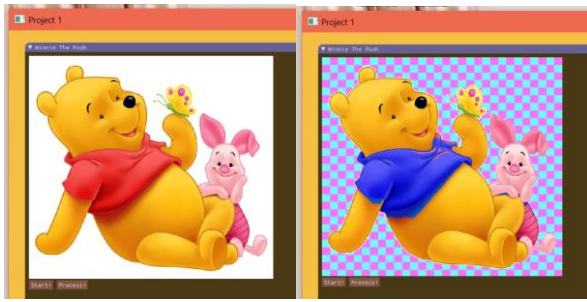 Project 1
▼ Winnie The Pooh
Start! Process!
Project 1
▼ Winnie The Pooh
Start! Process!